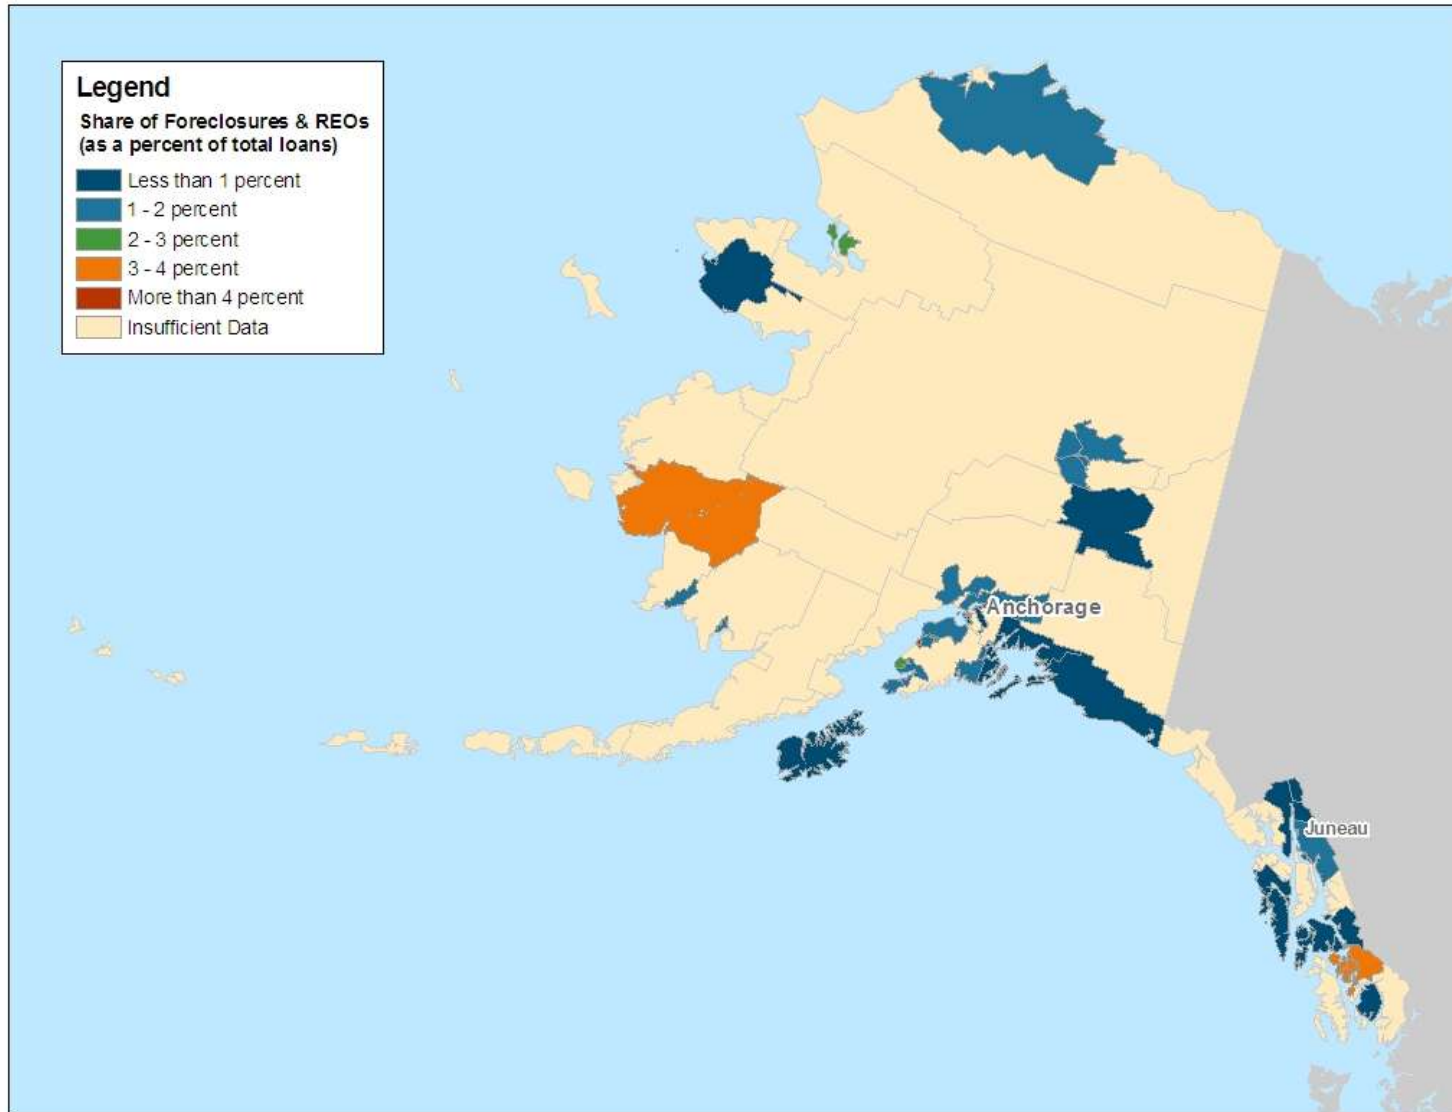 Legend
Share of Foreclosures & REOs
(as a percent of total loans)
Less than 1 percent
1 - 2 percent
2 - 3 percent
3 - 4 percent
More than 4 percent
Insufficient Data
Anchorage
Juneau